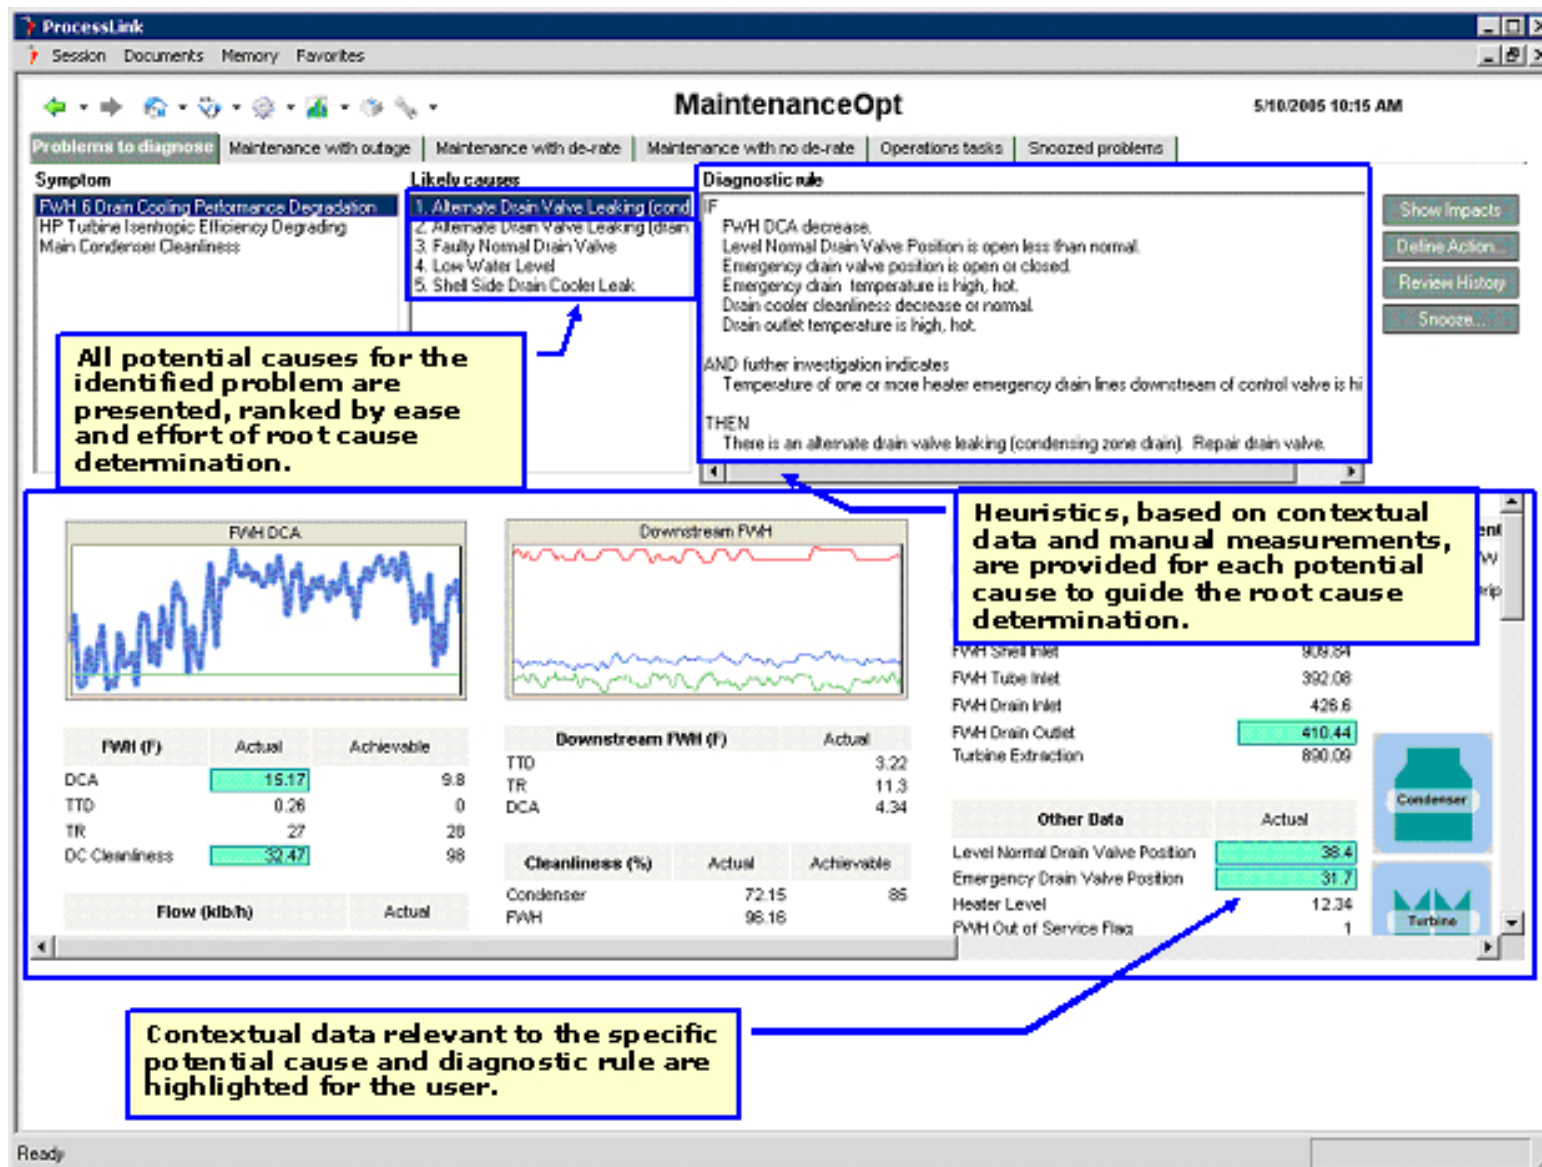 ProcessLink
Session Documents Memory Favorites
MaintenanceOpt
5/10/2005 10:15 AM
Problems to diagnose
Maintenance with outage
Maintenance with de-rate
Maintenance with no de-rate
Operations tasks
Snoozed problems
Symptom
FWH 6 Drain Cooling Performance Degradation
HP Turbine Isentropic Efficiency Degrading
Main Condenser Cleanliness
Likely causes
1. Alternate Drain Valve Leaking (cond
2. Alternate Drain Valve Leaking (drain
3. Faulty Normal Drain Valve
4. Low Water Level
5. Shell Side Drain Cooler Leak
Diagnostic rule
IF
FWH DCA decrease.
Level Normal Drain Valve Position is open less than normal.
Emergency drain valve position is open or closed.
Emergency drain temperature is high, hot.
Drain cooler cleanliness decrease or normal.
Drain outlet temperature is high, hot.
AND further investigation indicates
Temperature of one or more heater emergency drain lines downstream of control valve is hi
THEN
There is an alternate drain valve leaking (condensing zone drain). Repair drain valve.
Show Impacts
Define Action...
Review History
Snooze...
All potential causes for the
identified problem are
presented, ranked by ease
and effort of root cause
determination.
Heuristics, based on contextual
data and manual measurements,
are provided for each potential
cause to guide the root cause
determination.
FWH DCA
Downstream FWH
FWH (F) Actual Achievable
DCA 15.17 9.8
TTD 0.26 0
TR 27 28
DC Cleanliness 32.47 98
Flow (klb/h) Actual
Downstream FWH (F) Actual
TTD 3.22
TR 11.3
DCA 4.34
Cleanliness (%) Actual Achievable
Condenser 72.15 85
FWH 96.16
FWH Shell Inlet 909.84
FWH Tube Inlet 392.08
FWH Drain Inlet 426.6
FWH Drain Outlet 410.44
Turbine Extraction 890.09
Other Data Actual
Level Normal Drain Valve Position 38.4
Emergency Drain Valve Position 31.7
Heater Level 12.34
FWH Out of Service Flag 1
Condenser
Turbine
Contextual data relevant to the specific
potential cause and diagnostic rule are
highlighted for the user.
Ready